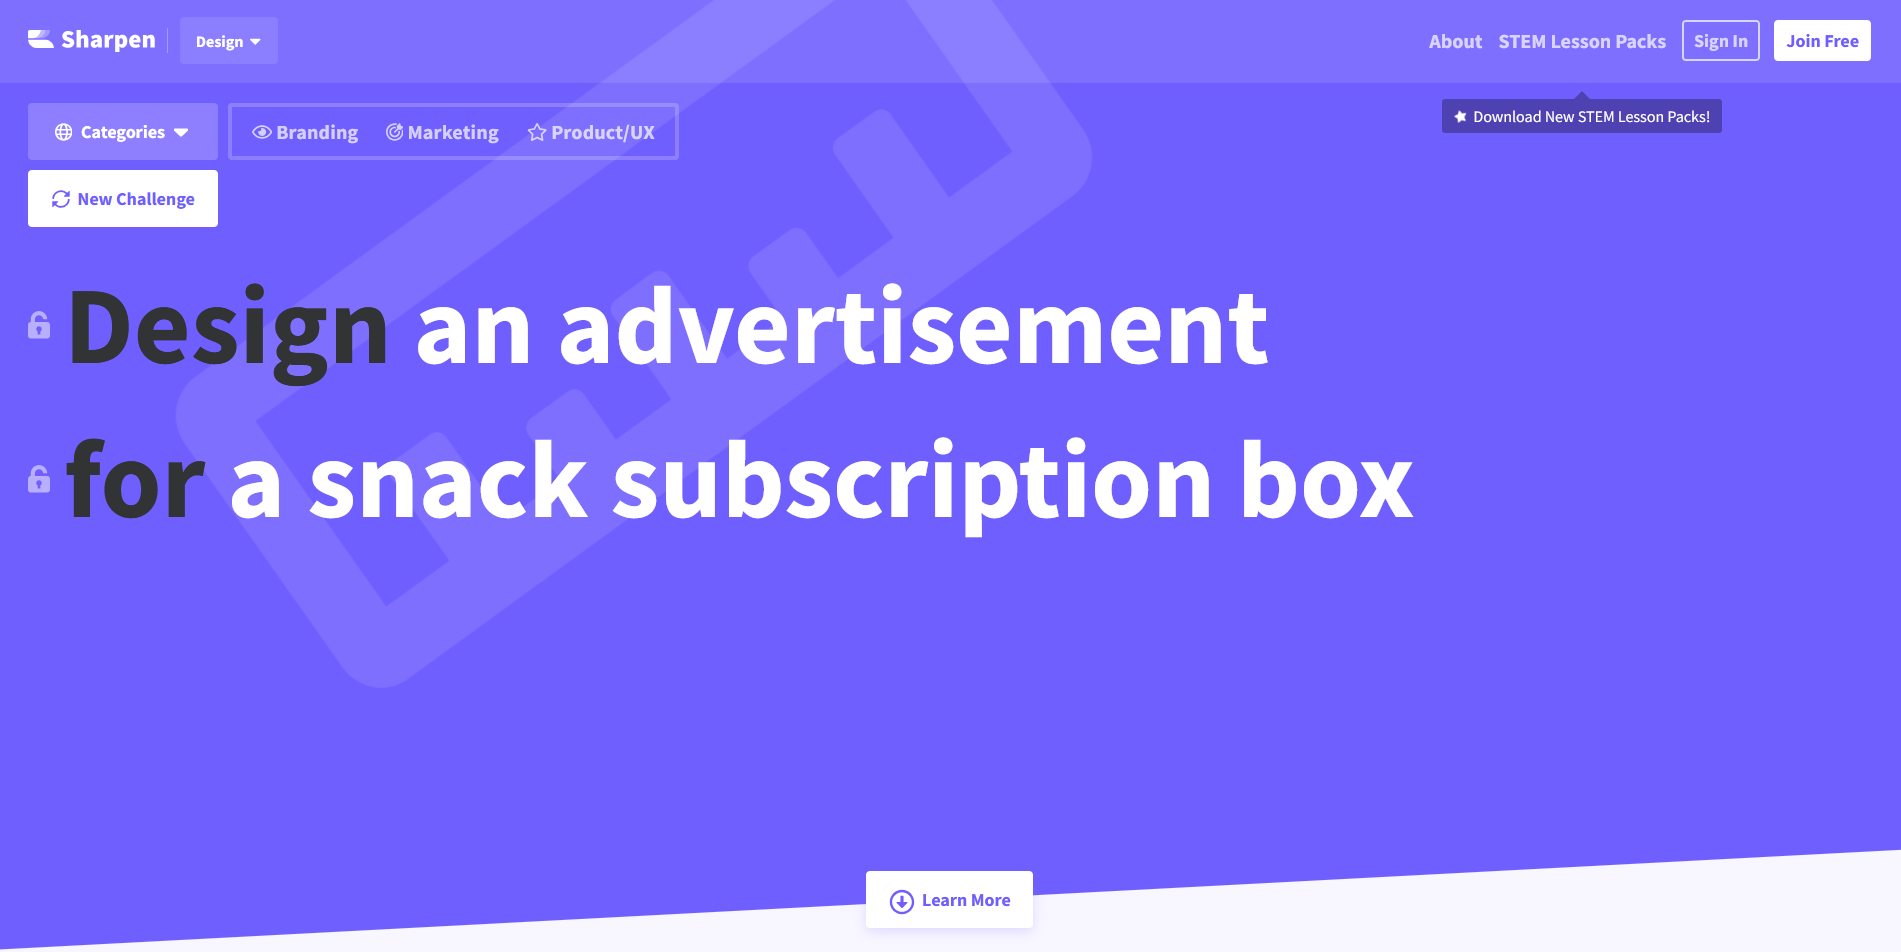 Sharpen
Design
About
STEM Lesson Packs
Sign In
Join Free
Download New STEM Lesson Packs!
Categories
Branding
Marketing
Product/UX
New Challenge
Design an advertisement
for a snack subscription box
Learn More